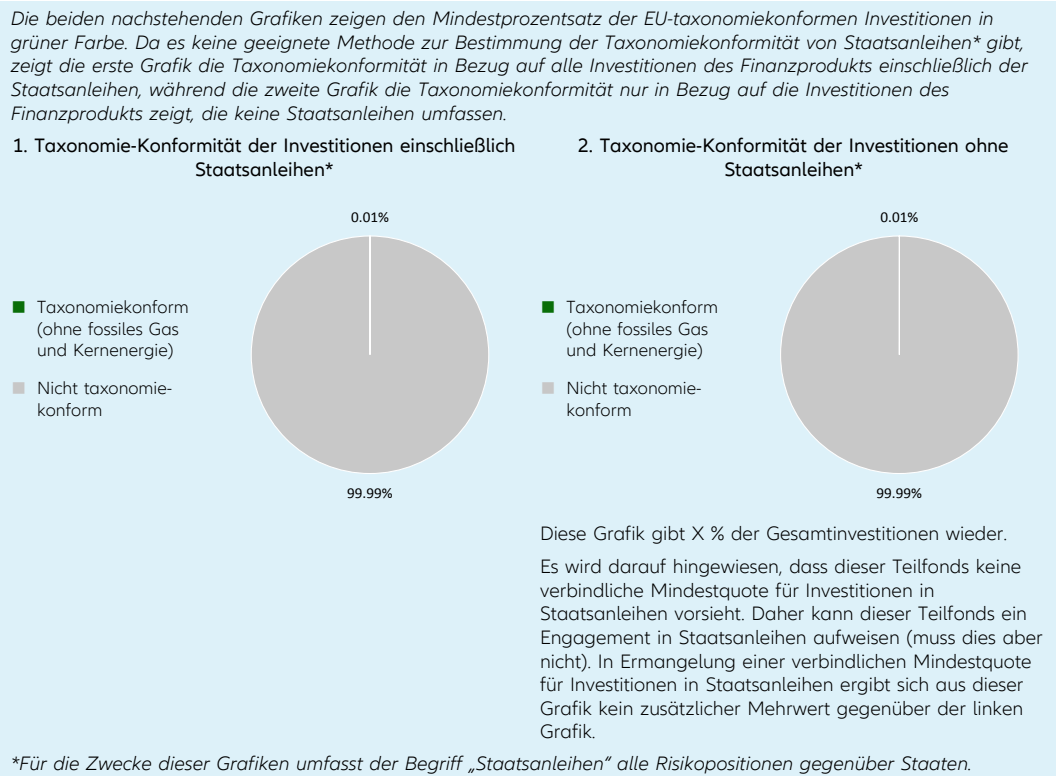 Die beiden nachstehenden Grafiken zeigen den Mindestprozentsatz der EU-taxonomiekonformen Investitionen in
grüner Farbe. Da es keine geeignete Methode zur Bestimmung der Taxonomiekonformität von Staatsanleihen* gibt,
zeigt die erste Grafik die Taxonomiekonformität in Bezug auf alle Investitionen des Finanzprodukts einschließlich der
Staatsanleihen, während die zweite Grafik die Taxonomiekonformität nur in Bezug auf die Investitionen des
Finanzprodukts zeigt, die keine Staatsanleihen umfassen.
1. Taxonomie-Konformität der Investitionen einschließlich
Staatsanleihen*
0.01%
Taxonomiekonform
(ohne fossiles Gas
und Kernenergie)
Nicht taxonomie-
konform
99.99%
2. Taxonomie-Konformität der Investitionen ohne
Staatsanleihen*
0.01%
Taxonomiekonform
(ohne fossiles Gas
und Kernenergie)
Nicht taxonomie-
konform
99.99%
Diese Grafik gibt X % der Gesamtinvestitionen wieder.
Es wird darauf hingewiesen, dass dieser Teilfonds keine
verbindliche Mindestquote für Investitionen in
Staatsanleihen vorsieht. Daher kann dieser Teilfonds ein
Engagement in Staatsanleihen aufweisen (muss dies aber
nicht). In Ermangelung einer verbindlichen Mindestquote
für Investitionen in Staatsanleihen ergibt sich aus dieser
Grafik kein zusätzlicher Mehrwert gegenüber der linken
Grafik.
*Für die Zwecke dieser Grafiken umfasst der Begriff „Staatsanleihen“ alle Risikopositionen gegenüber Staaten.